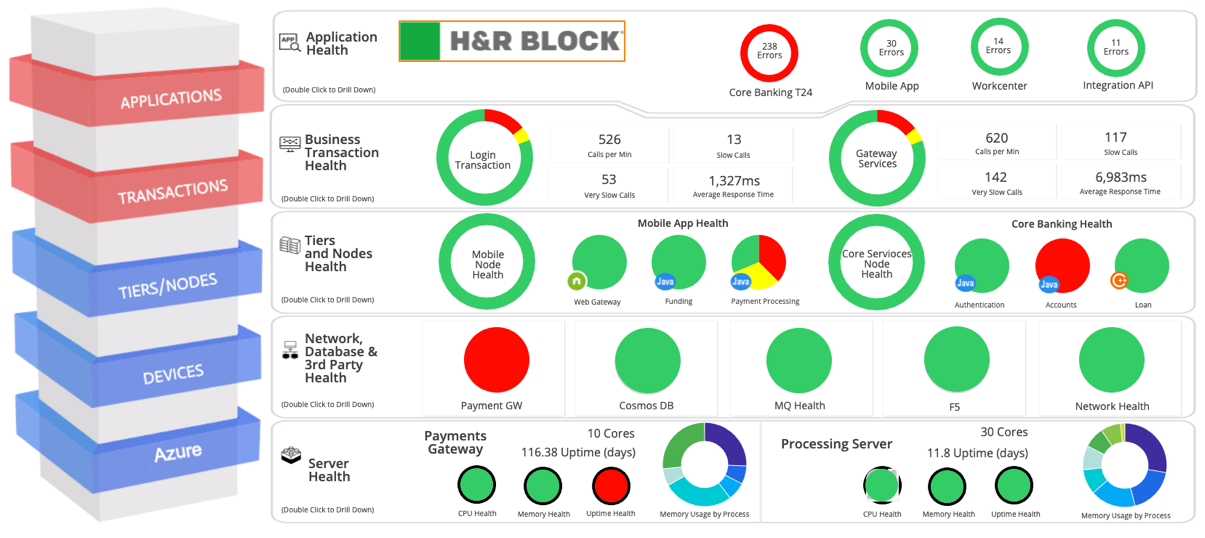 APPLICATIONS
TRANSACTIONS
TIERS/NODES
DEVICES
Azure
APP
Application
Health
(Double Click to Drill Down)
H&R BLOCK
238
Errors
Core Banking T24
30
Errors
Mobile App
14
Errors
Workcenter
11
Errors
Integration API
Business
Transaction
Health
(Double Click to Drill Down)
Login
Transaction
526
Calls per Min
13
Slow Calls
53
Very Slow Calls
1,327ms
Average Response Time
Gateway
Services
620
Calls per Min
117
Slow Calls
142
Very Slow Calls
6,983ms
Average Response Time
Tiers
and Nodes
Health
(Double Click to Drill Down)
Mobile
Node
Health
Mobile App Health
Web Gateway
Java
Funding
Java
Payment Processing
Core Servioces
Node
Health
Core Banking Health
Java
Authentication
Java
Accounts
Loan
Network,
Database &
3rd Party
Health
(Double Click to Drill Down)
Payment GW
Cosmos DB
MQ Health
F5
Network Health
Server
Health
(Double Click to Drill Down)
Payments
Gateway
10 Cores
116.38 Uptime (days)
CPU Health
Memory Health
Uptime Health
Memory Usage by Process
Processing Server
30 Cores
11.8 Uptime (days)
CPU Health
Memory Health
Uptime Health
Memory Usage by Process